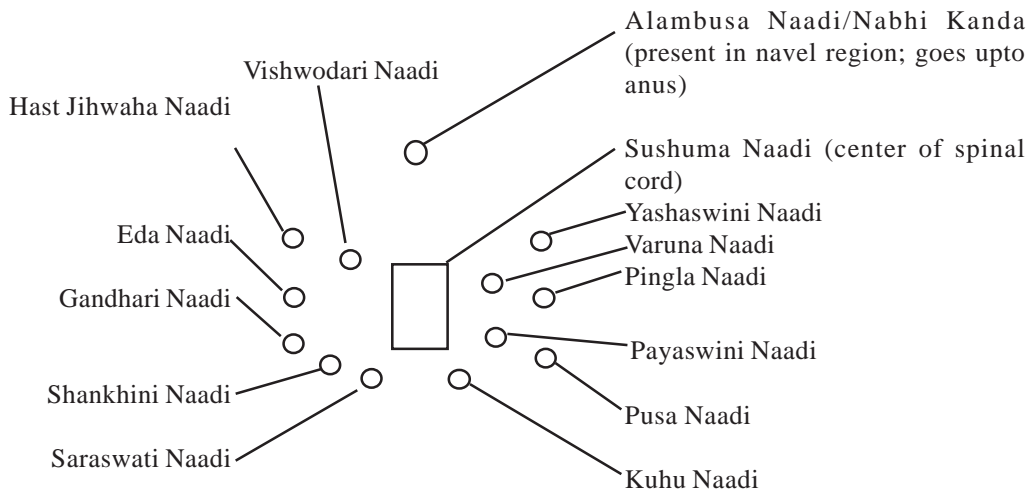 Alambusa Naadi/Nabhi Kanda
(present in navel region; goes upto
anus)
Vishwodari Naadi
Hast Jihwaha Naadi
Sushuma Naadi (center of spinal
cord)
Yashaswini Naadi
Eda Naadi
Varuna Naadi
Pingla Naadi
Gandhari Naadi
Payaswini Naadi
Shankhini Naadi
Pusa Naadi
Saraswati Naadi
Kuhu Naadi